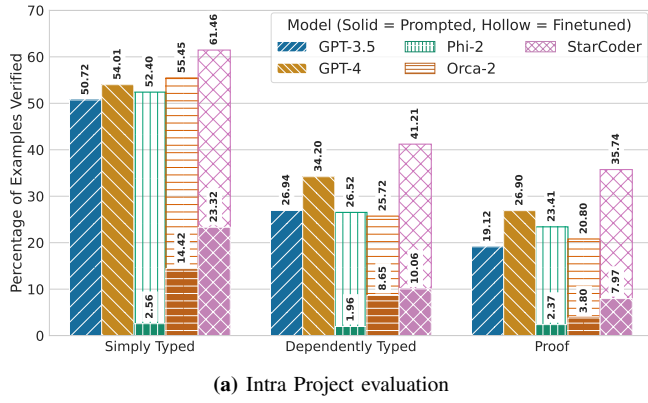 Model (Solid = Prompted, Hollow = Finetuned)
GPT-3.5
Phi-2
StarCoder
GPT-4
Orca-2
Percentage of Examples Verified
70
60
50
40
30
20
10
0
50.72
54.01
52.40
2.56
55.45
14.42
61.46
23.32
26.94
34.20
26.52
1.96
25.72
8.65
41.21
10.06
19.12
26.90
23.41
2.37
20.80
3.80
35.74
7.97
Simply Typed
Dependently Typed
Proof
(a) Intra Project evaluation